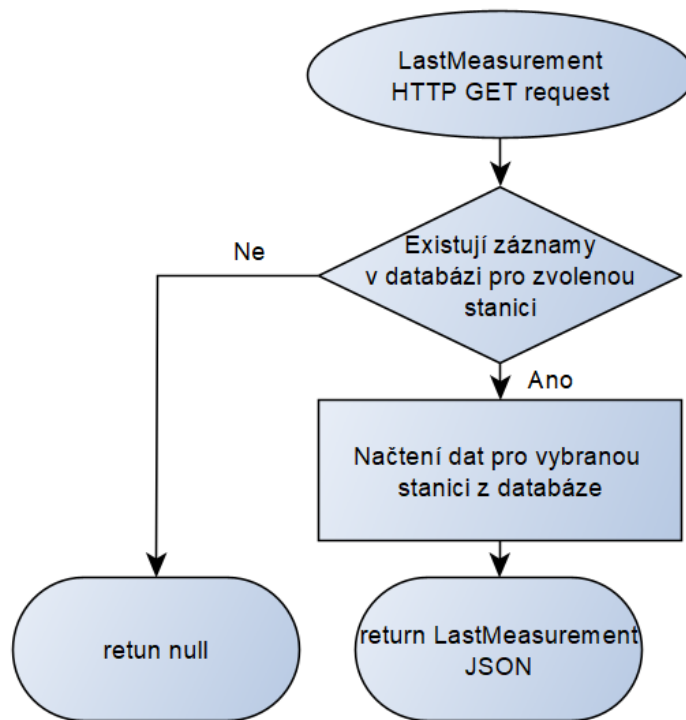 LastMeasurement
HTTP GET request
Existují záznamy
v databázi pro zvolenou
stanici
Ne
Ano
Načtení dat pro vybranou
stanici z databáze
retun null
return LastMeasurement
JSON